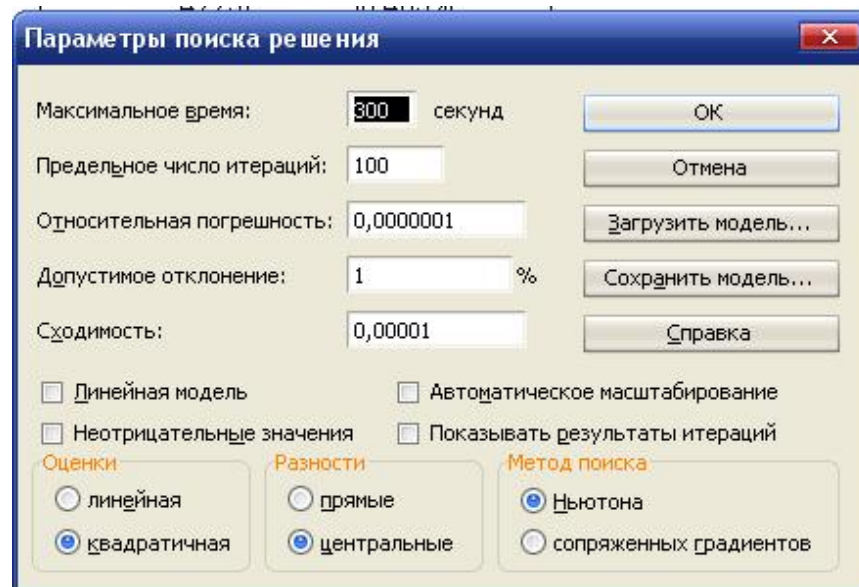 Параметры поиска решения
Максимальное время: 300 секунд ОК
Предельное число итераций: 100 Отмена
Относительная погрешность: 0,0000001 Загрузить модель...
Допустимое отклонение: 1 % Сохранить модель...
Сходимость: 0,00001 Справка
Линейная модель Автоматическое масштабирование
Неотрицательные значения Показывать результаты итераций
Оценки Разности Метод поиска
линейная прямые Ньютона
квадратичная центральные сопряженных градиентов